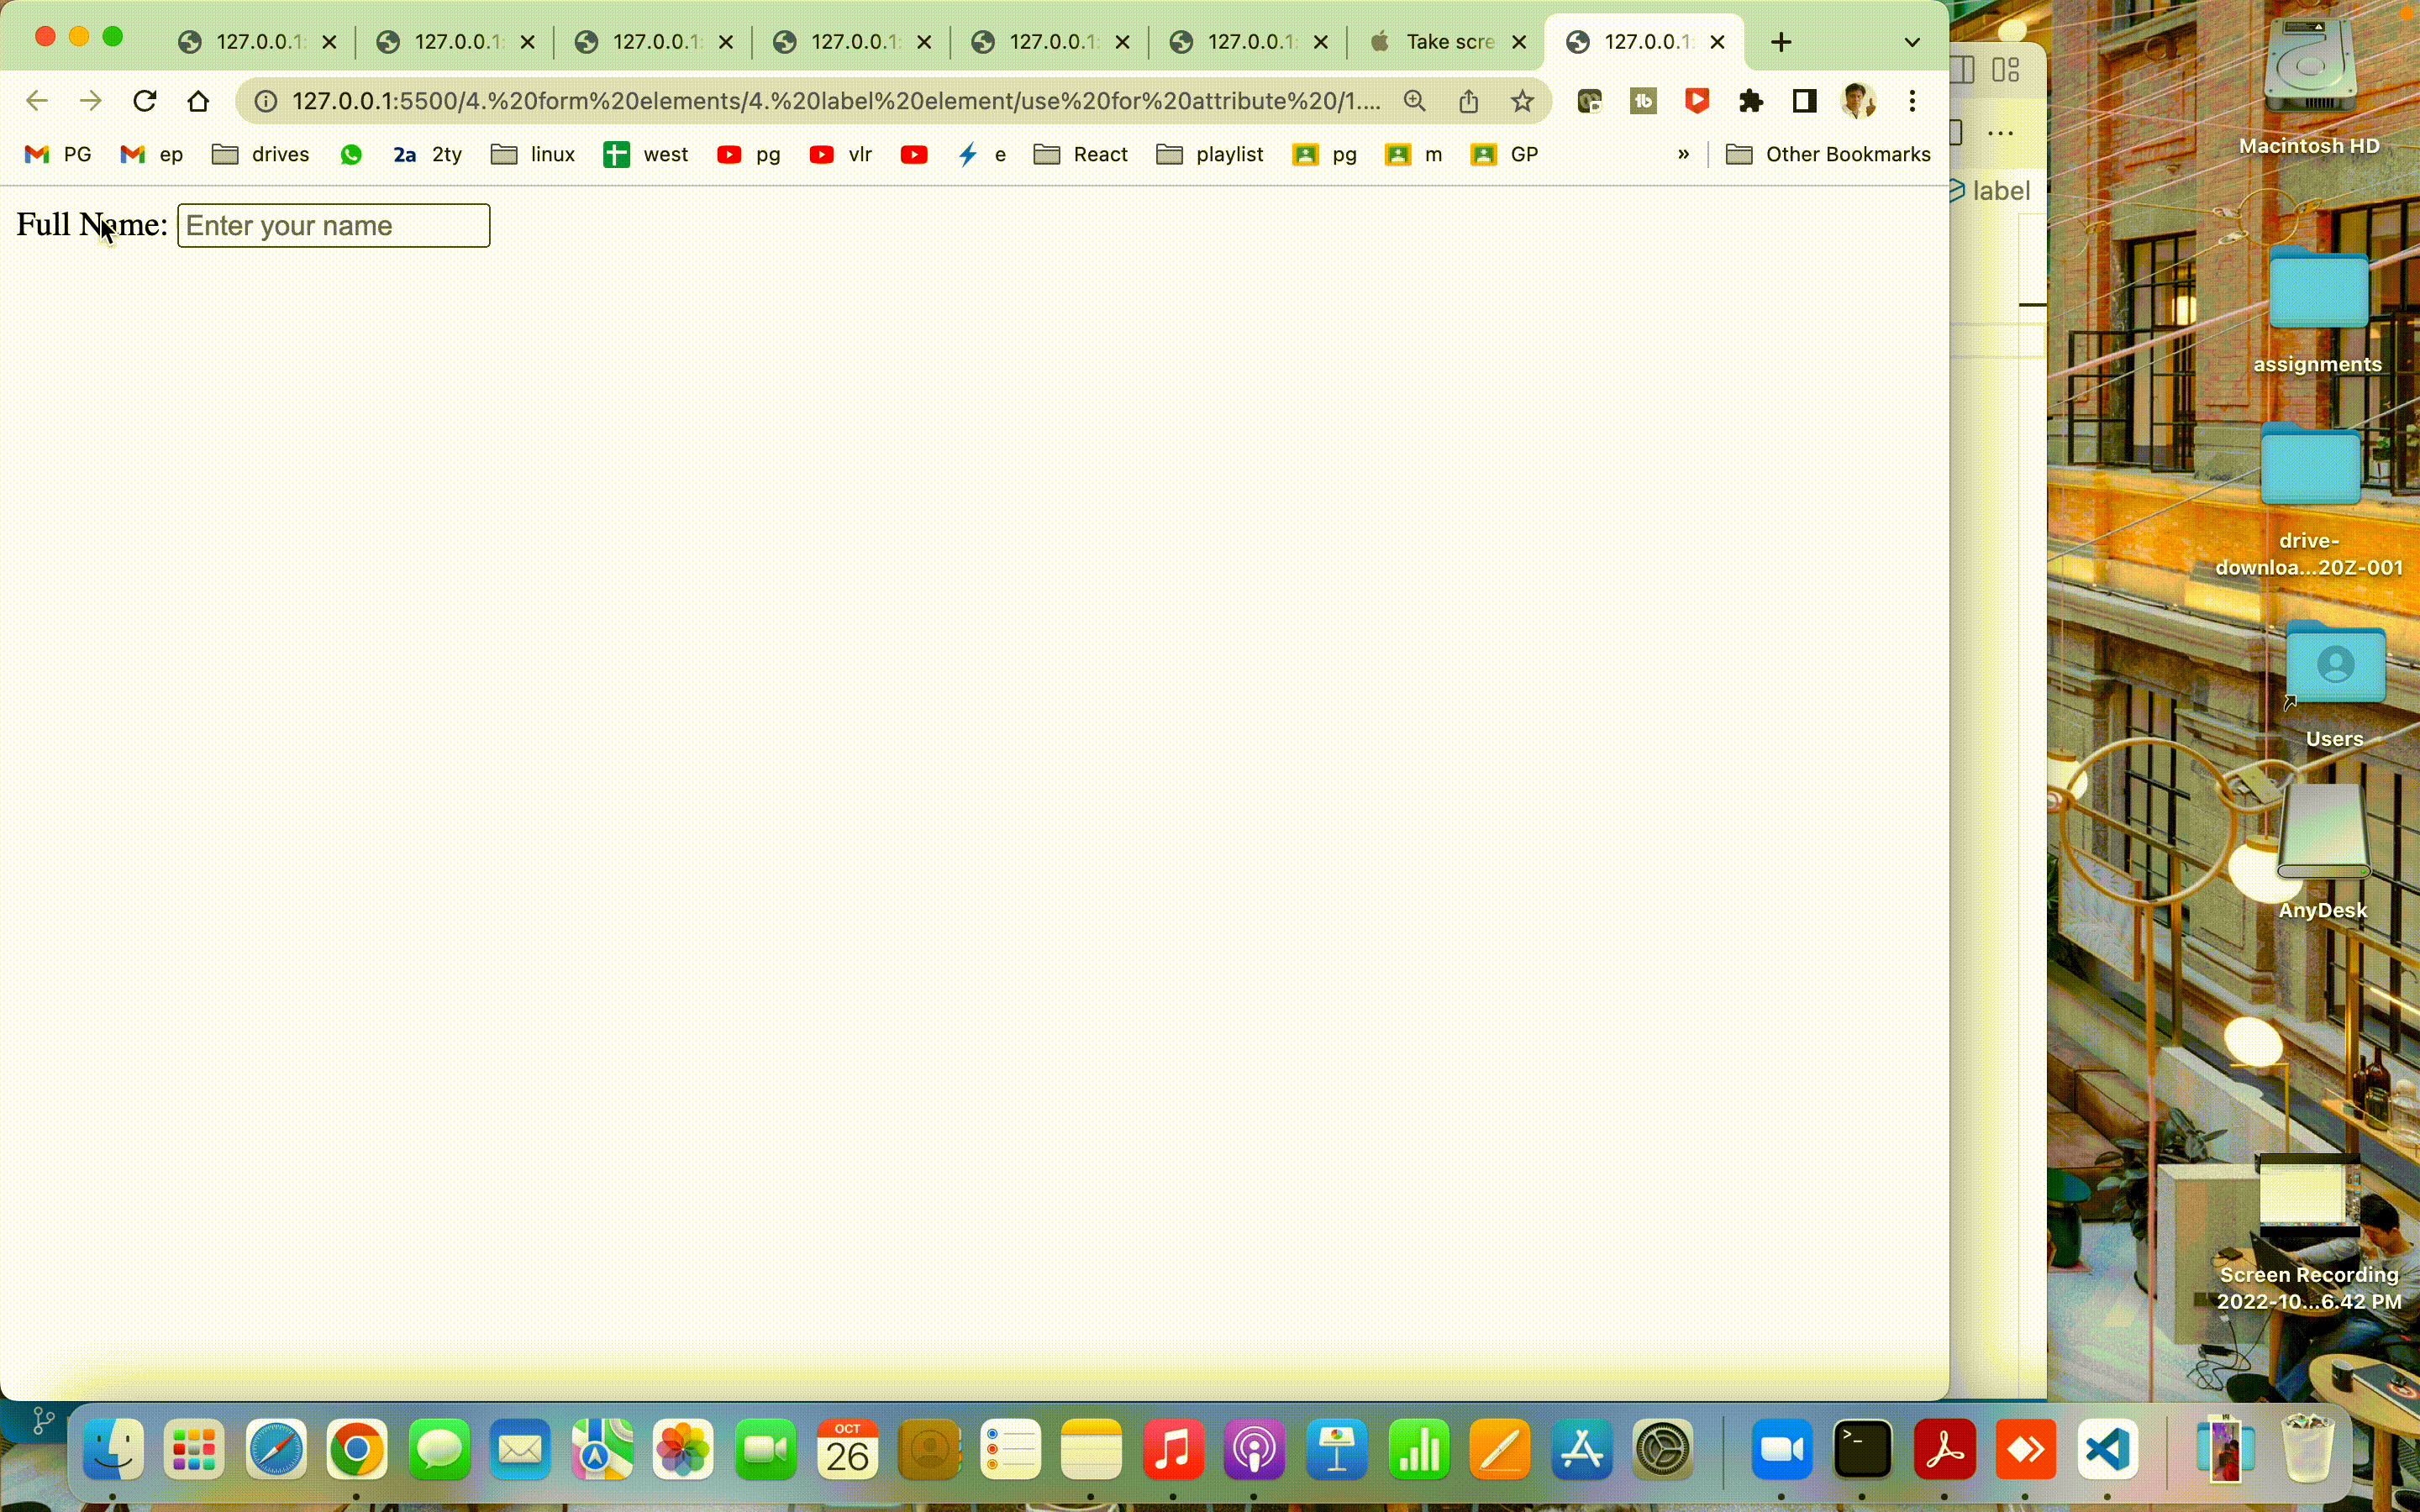 127.0.0.1: 127.0.0.1: 127.0.0.1: 127.0.0.1: 127.0.0.1: 127.0.0.1: Take scre 127.0.0.1:
127.0.0.1:5500/4.%20form%20elements/4.%20label%20element/use%20for%20attribute%20/1....
PG ep drives 2a 2ty linux west pg vlr e React playlist pg m GP » Other Bookmarks
Full Name: Enter your name
label
Macintosh HD
assignments
drive-
downloa...20Z-001
Users
AnyDesk
Screen Recording
2022-10...6.42 PM
OCT
26